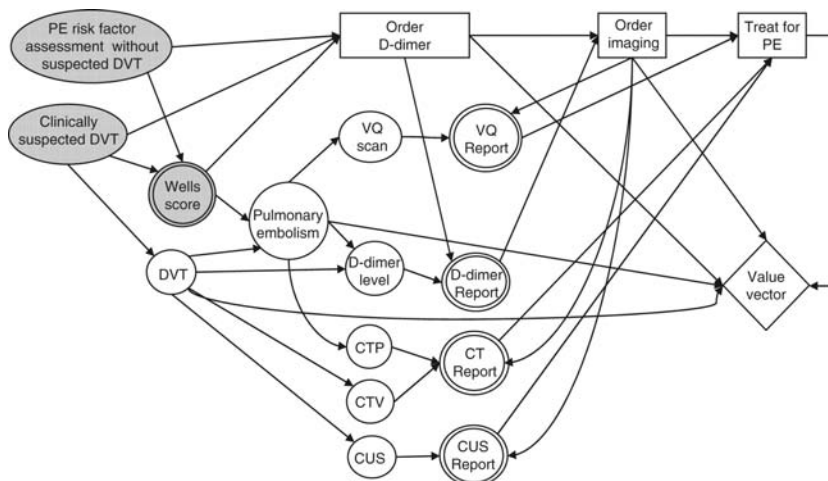 PE risk factor
assessment without
suspected DVT
Order
D-dimer
Order
imaging
Treat for
PE
Clinically
suspected DVT
VQ
scan
VQ
Report
Wells
score
Pulmonary
embolism
DVT
D-dimer
level
D-dimer
Report
Value
vector
CTP
CT
Report
CTV
CUS
CUS
Report